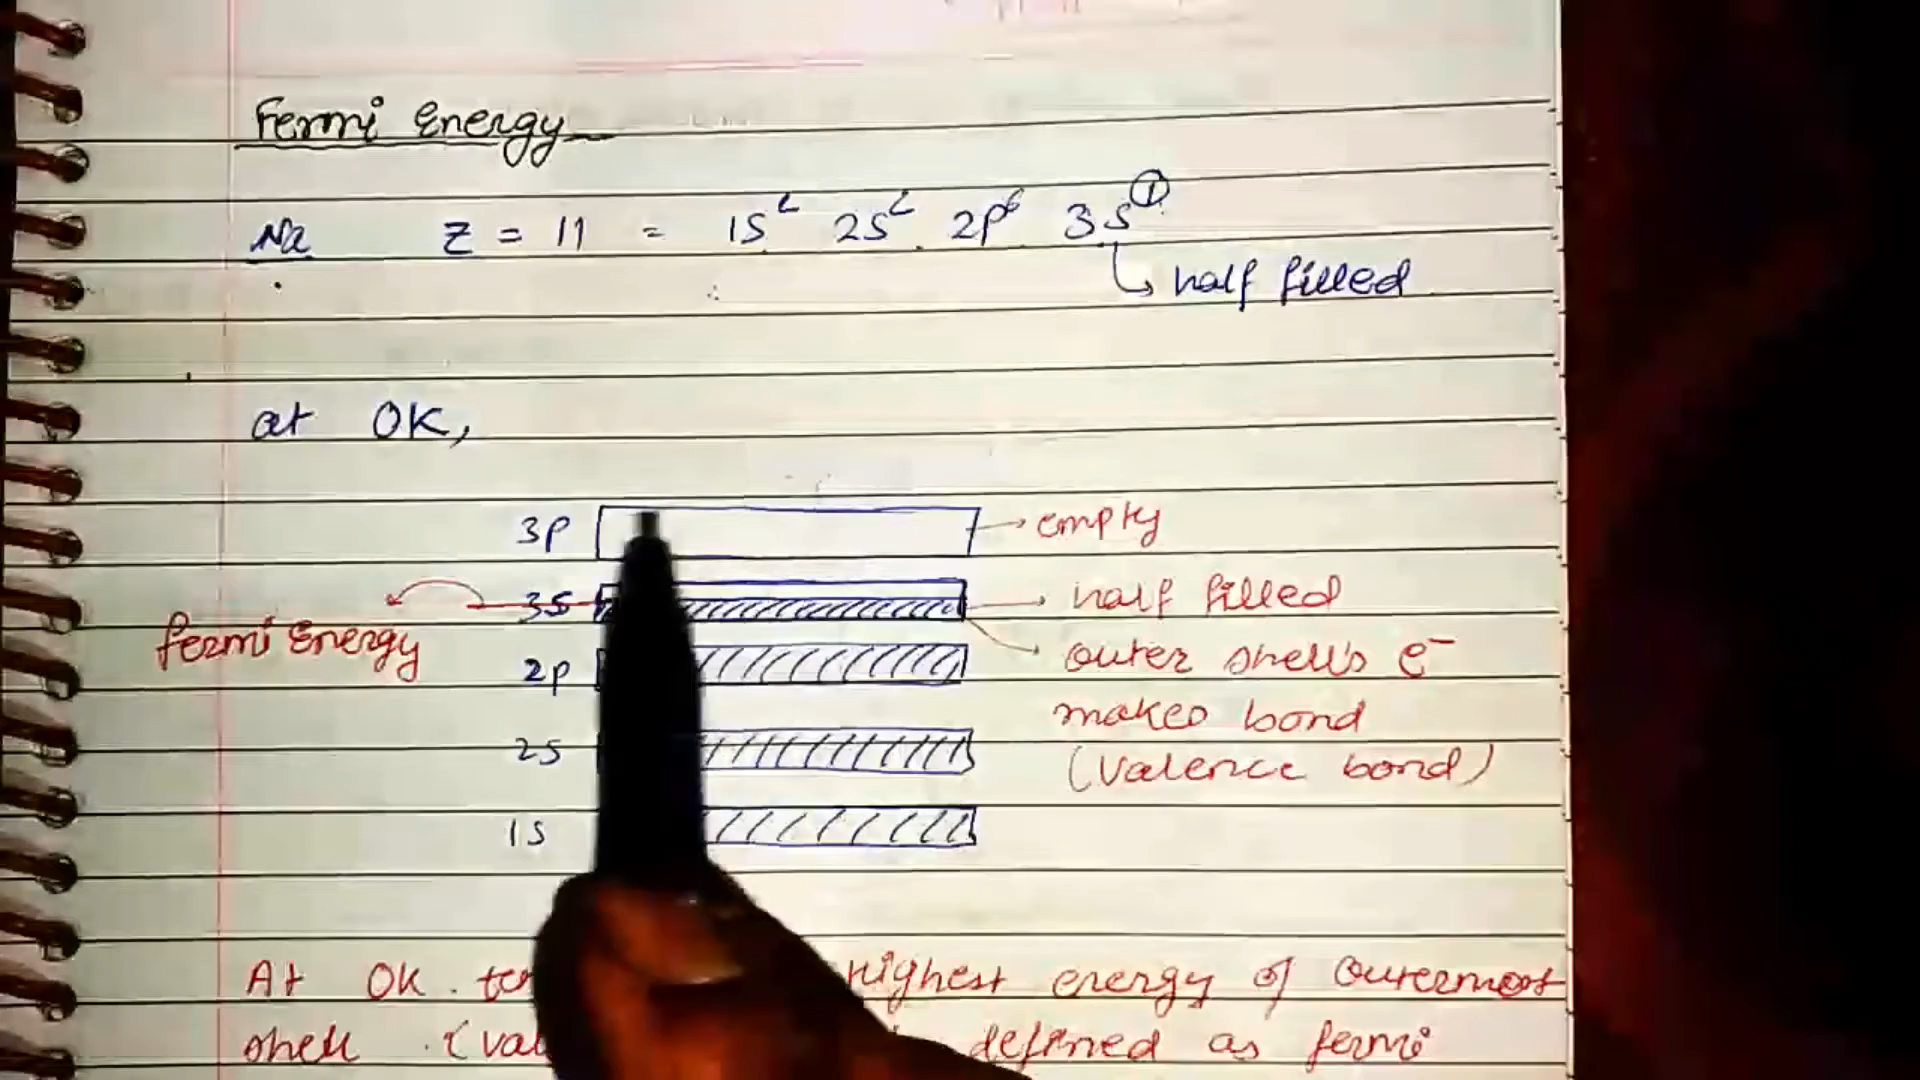 Fermi Energy
Na Z = 11 = 1S² 2S² 2P⁶ 3S¹
half filled
at 0K,
3P empty
3S half filled
Fermi Energy
2P outer shell's e⁻
makes bond
2S (valence bond)
1S
At 0K. Highest energy of outermost
shell defined as fermi